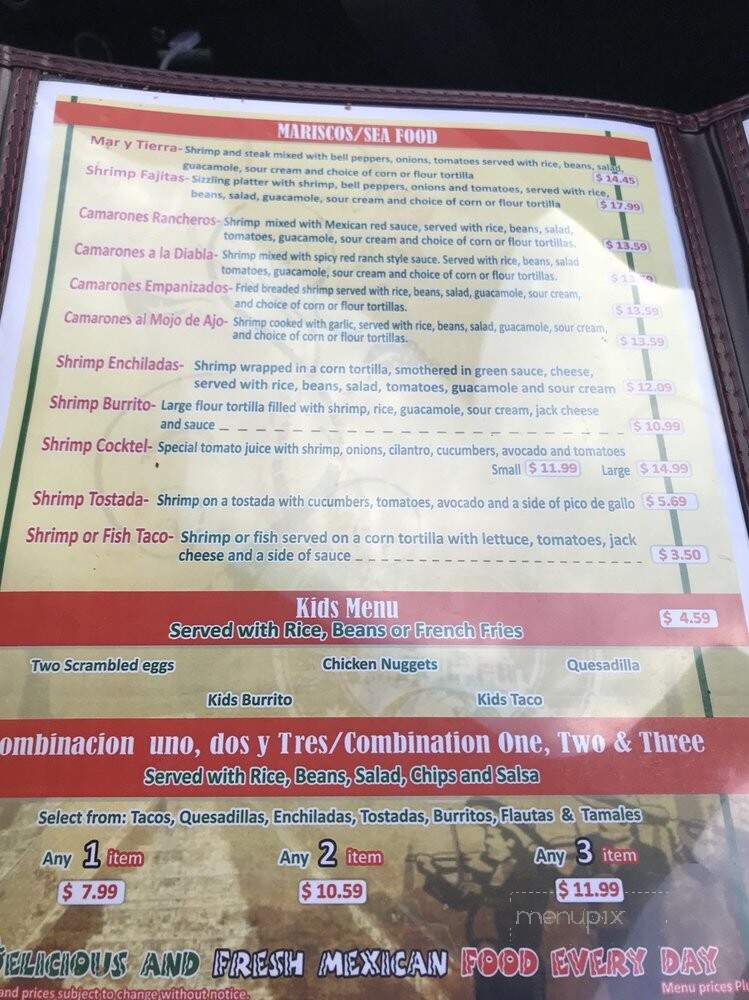 MARISCOS/SEA FOOD
Mar y Tierra- Shrimp and steak mixed with bell peppers, onions, tomatoes served with rice, beans, salad,
guacamole, sour cream and choice of corn or flour tortilla $ 14.45
Shrimp Fajitas- Sizzling platter with shrimp, bell peppers, onions and tomatoes, served with rice,
beans, salad, guacamole, sour cream and choice of corn or flour tortilla $ 17.99
Camarones Rancheros- Shrimp mixed with Mexican red sauce, served with rice, beans, salad,
tomatoes, guacamole, sour cream and choice of corn or flour tortillas. $ 13.59
Camarones a la Diabla- Shrimp mixed with spicy red ranch style sauce. Served with rice, beans, salad
tomatoes, guacamole, sour cream and choice of corn or flour tortillas.
Camarones Empanizados- Fried breaded shrimp served with rice, beans, salad, guacamole, sour cream,
and choice of corn or flour tortillas. $ 13.59
Camarones al Mojo de Ajo- Shrimp cooked with garlic, served with rice, beans, salad, guacamole, sour cream,
and choice of corn or flour tortillas. $ 13.59
Shrimp Enchiladas- Shrimp wrapped in a corn tortilla, smothered in green sauce, cheese,
served with rice, beans, salad, tomatoes, guacamole and sour cream $ 12.09
Shrimp Burrito- Large flour tortilla filled with shrimp, rice, guacamole, sour cream, jack cheese
and sauce $ 10.99
Shrimp Cocktel- Special tomato juice with shrimp, onions, cilantro, cucumbers, avocado and tomatoes
Small $ 11.99 Large $ 14.99
Shrimp Tostada- Shrimp on a tostada with cucumbers, tomatoes, avocado and a side of pico de gallo $ 5.69
Shrimp or Fish Taco- Shrimp or fish served on a corn tortilla with lettuce, tomatoes, jack
cheese and a side of sauce $ 3.50
Kids Menu $ 4.59
Served with Rice, Beans or French Fries
Two Scrambled eggs Chicken Nuggets Quesadilla
Kids Burrito Kids Taco
ombinacion uno, dos y Tres/Combination One, Two & Three
Served with Rice, Beans, Salad, Chips and Salsa
Select from: Tacos, Quesadillas, Enchiladas, Tostadas, Burritos, Flautas & Tamales
Any 1 item Any 2 item Any 3 item
$ 7.99 $ 10.59 $ 11.99
menupix
DELICIOUS AND FRESH MEXICAN FOOD EVERY DAY
and prices subject to change without notice. Menu prices